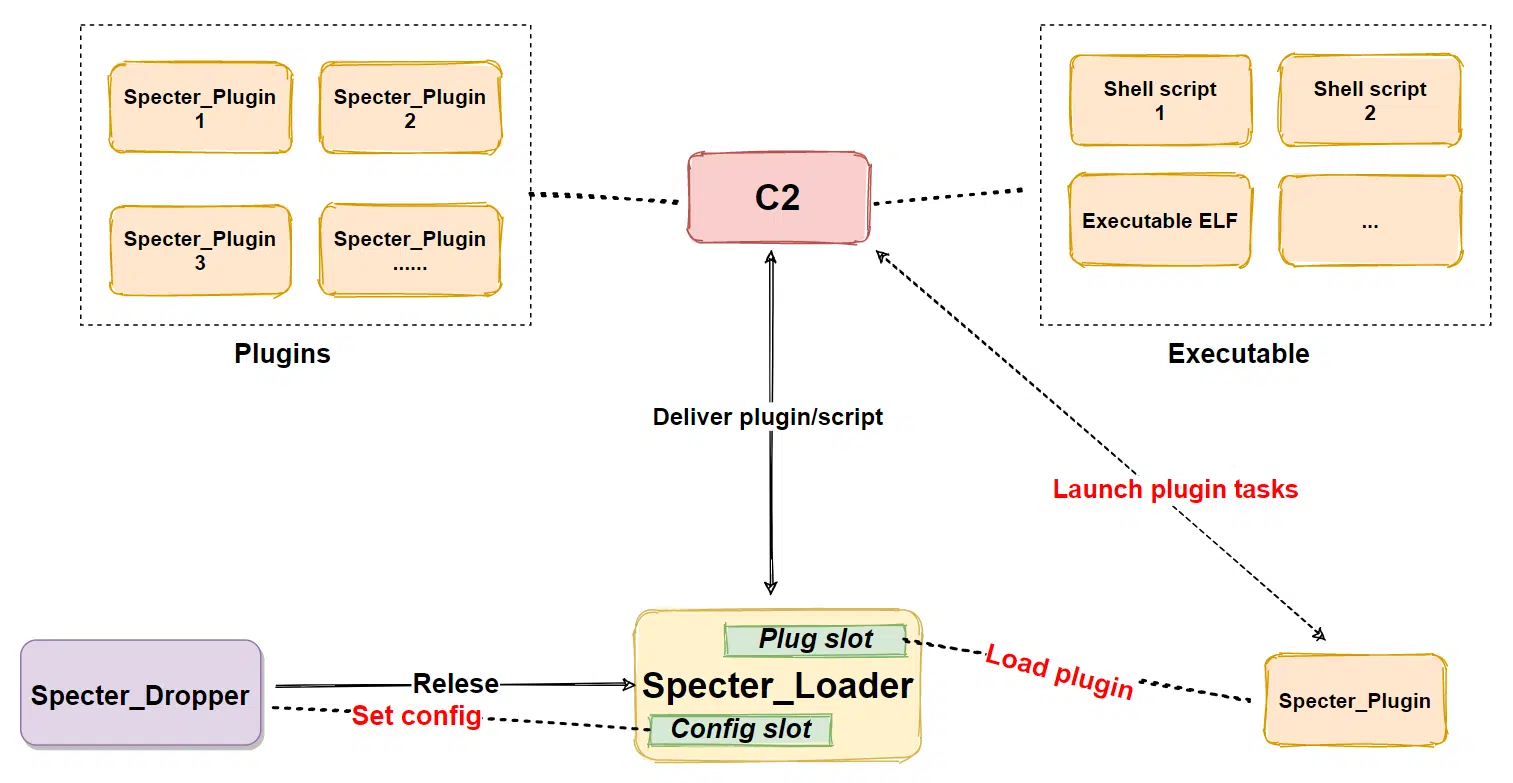 Specter_Plugin
1
Specter_Plugin
2
Specter_Plugin
3
Specter_Plugin
......
Plugins
C2
Shell script
1
Shell script
2
Executable ELF
...
Executable
Deliver plugin/script
Launch plugin tasks
Specter_Dropper
Relese
Set config
Plug slot
Specter_Loader
Config slot
Load plugin
Specter_Plugin